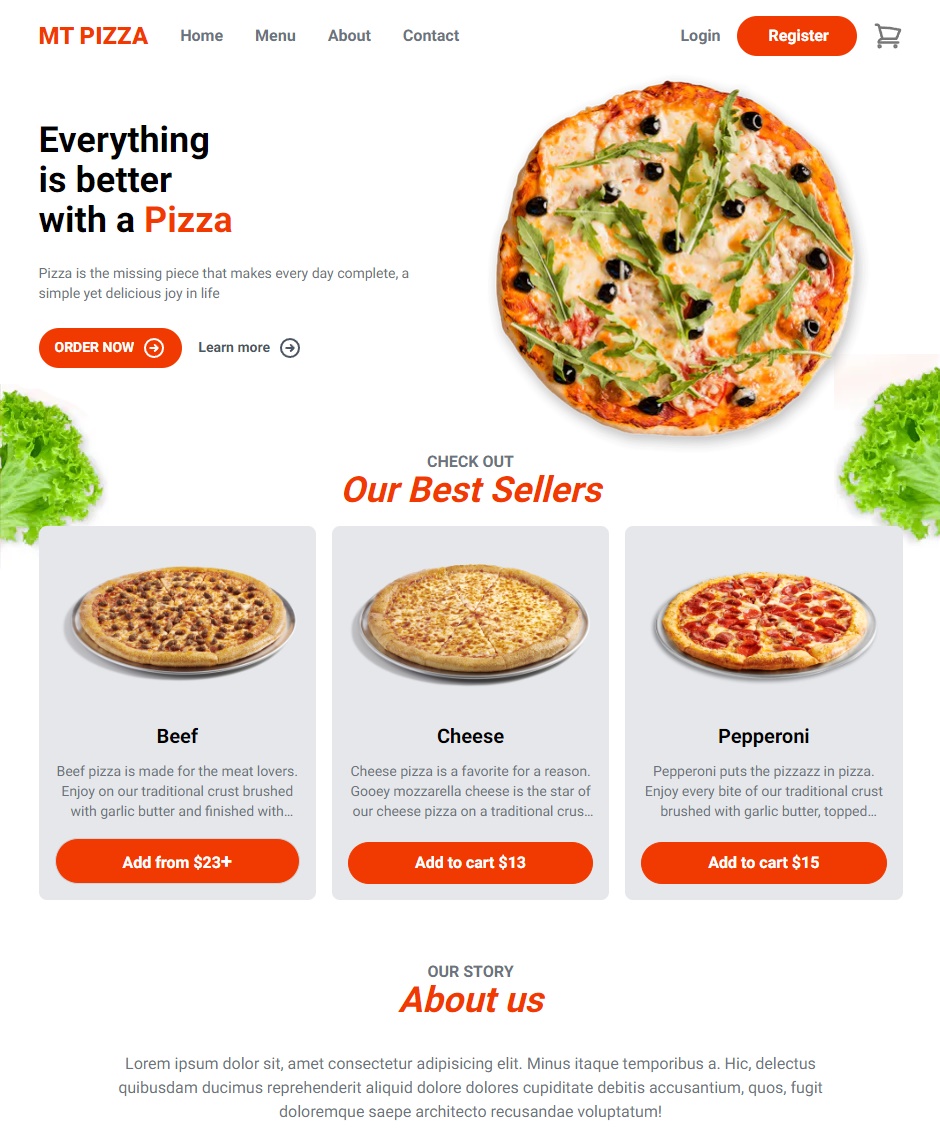 MT PIZZA Home Menu About Contact Login Register
Everything
is better
with a Pizza
Pizza is the missing piece that makes every day complete, a
simple yet delicious joy in life
ORDER NOW Learn more
CHECK OUT
Our Best Sellers
Beef
Beef pizza is made for the meat lovers.
Enjoy on our traditional crust brushed
with garlic butter and finished with…
Add from $23+
Cheese
Cheese pizza is a favorite for a reason.
Gooey mozzarella cheese is the star of
our cheese pizza on a traditional crus…
Add to cart $13
Pepperoni
Pepperoni puts the pizzazz in pizza.
Enjoy every bite of our traditional crust
brushed with garlic butter, topped…
Add to cart $15
OUR STORY
About us
Lorem ipsum dolor sit, amet consectetur adipisicing elit. Minus itaque temporibus a. Hic, delectus
quibusdam ducimus reprehenderit aliquid dolore dolores cupiditate debitis accusantium, quos, fugit
doloremque saepe architecto recusandae voluptatum!